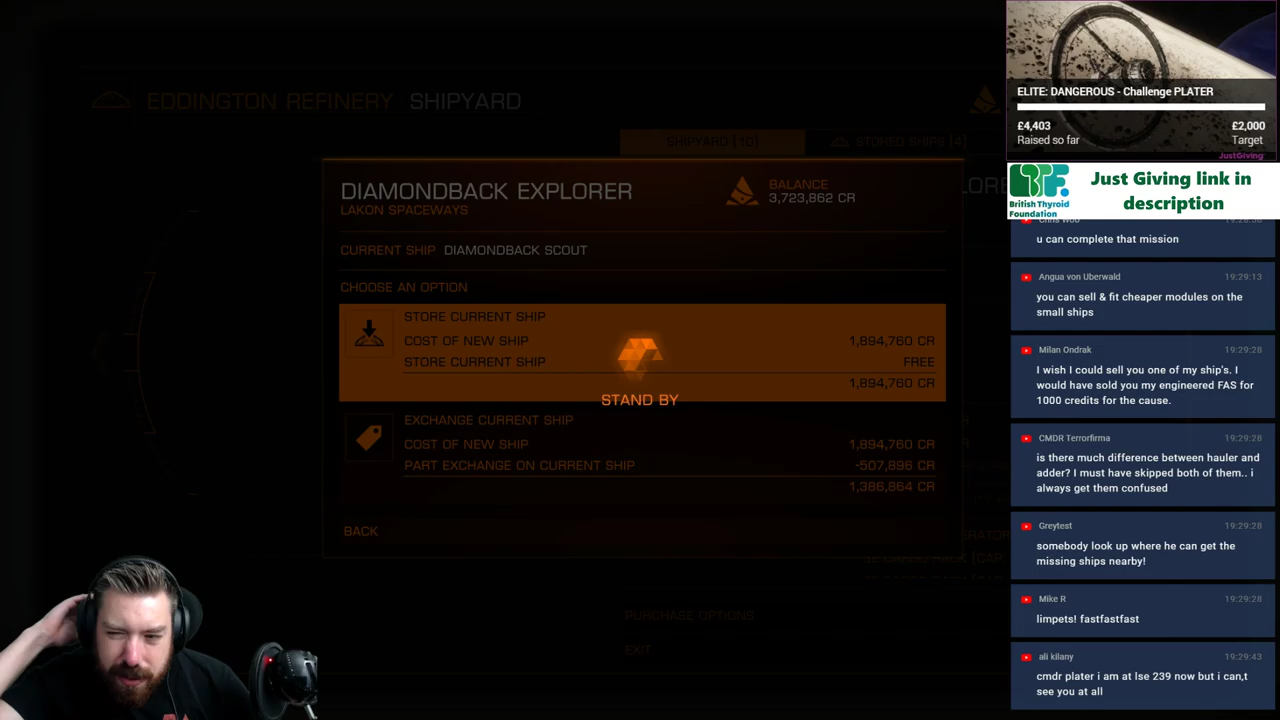 EDDINGTON REFINERY SHIPYARD
SHIPYARD [10]
STORED SHIPS [4]
DIAMONDBACK EXPLORER
LAKON SPACEWAYS
BALANCE
3,723,862 CR
CURRENT SHIP DIAMONDBACK SCOUT
CHOOSE AN OPTION
STORE CURRENT SHIP
COST OF NEW SHIP 1,894,760 CR
STORE CURRENT SHIP FREE
1,894,760 CR
STAND BY
EXCHANGE CURRENT SHIP
COST OF NEW SHIP 1,894,760 CR
PART EXCHANGE ON CURRENT SHIP -507,896 CR
1,386,864 CR
BACK
PURCHASE OPTIONS
EXIT
ELITE: DANGEROUS - Challenge PLATER
£4,403 £2,000
Raised so far Target
JustGiving
British Thyroid
Foundation
Just Giving link in
description
u can complete that mission
Angua von Uberwald 19:29:13
you can sell & fit cheaper modules on the
small ships
Milan Ondrak 19:29:28
I wish I could sell you one of my ship's. I
would have sold you my engineered FAS for
1000 credits for the cause.
CMDR Terrorfirma 19:29:28
is there much difference between hauler and
adder? I must have skipped both of them.. i
always get them confused
Greytest 19:29:28
somebody look up where he can get the
missing ships nearby!
Mike R 19:29:28
limpets! fastfastfast
ali kilany 19:29:43
cmdr plater i am at lse 239 now but i can,t
see you at all